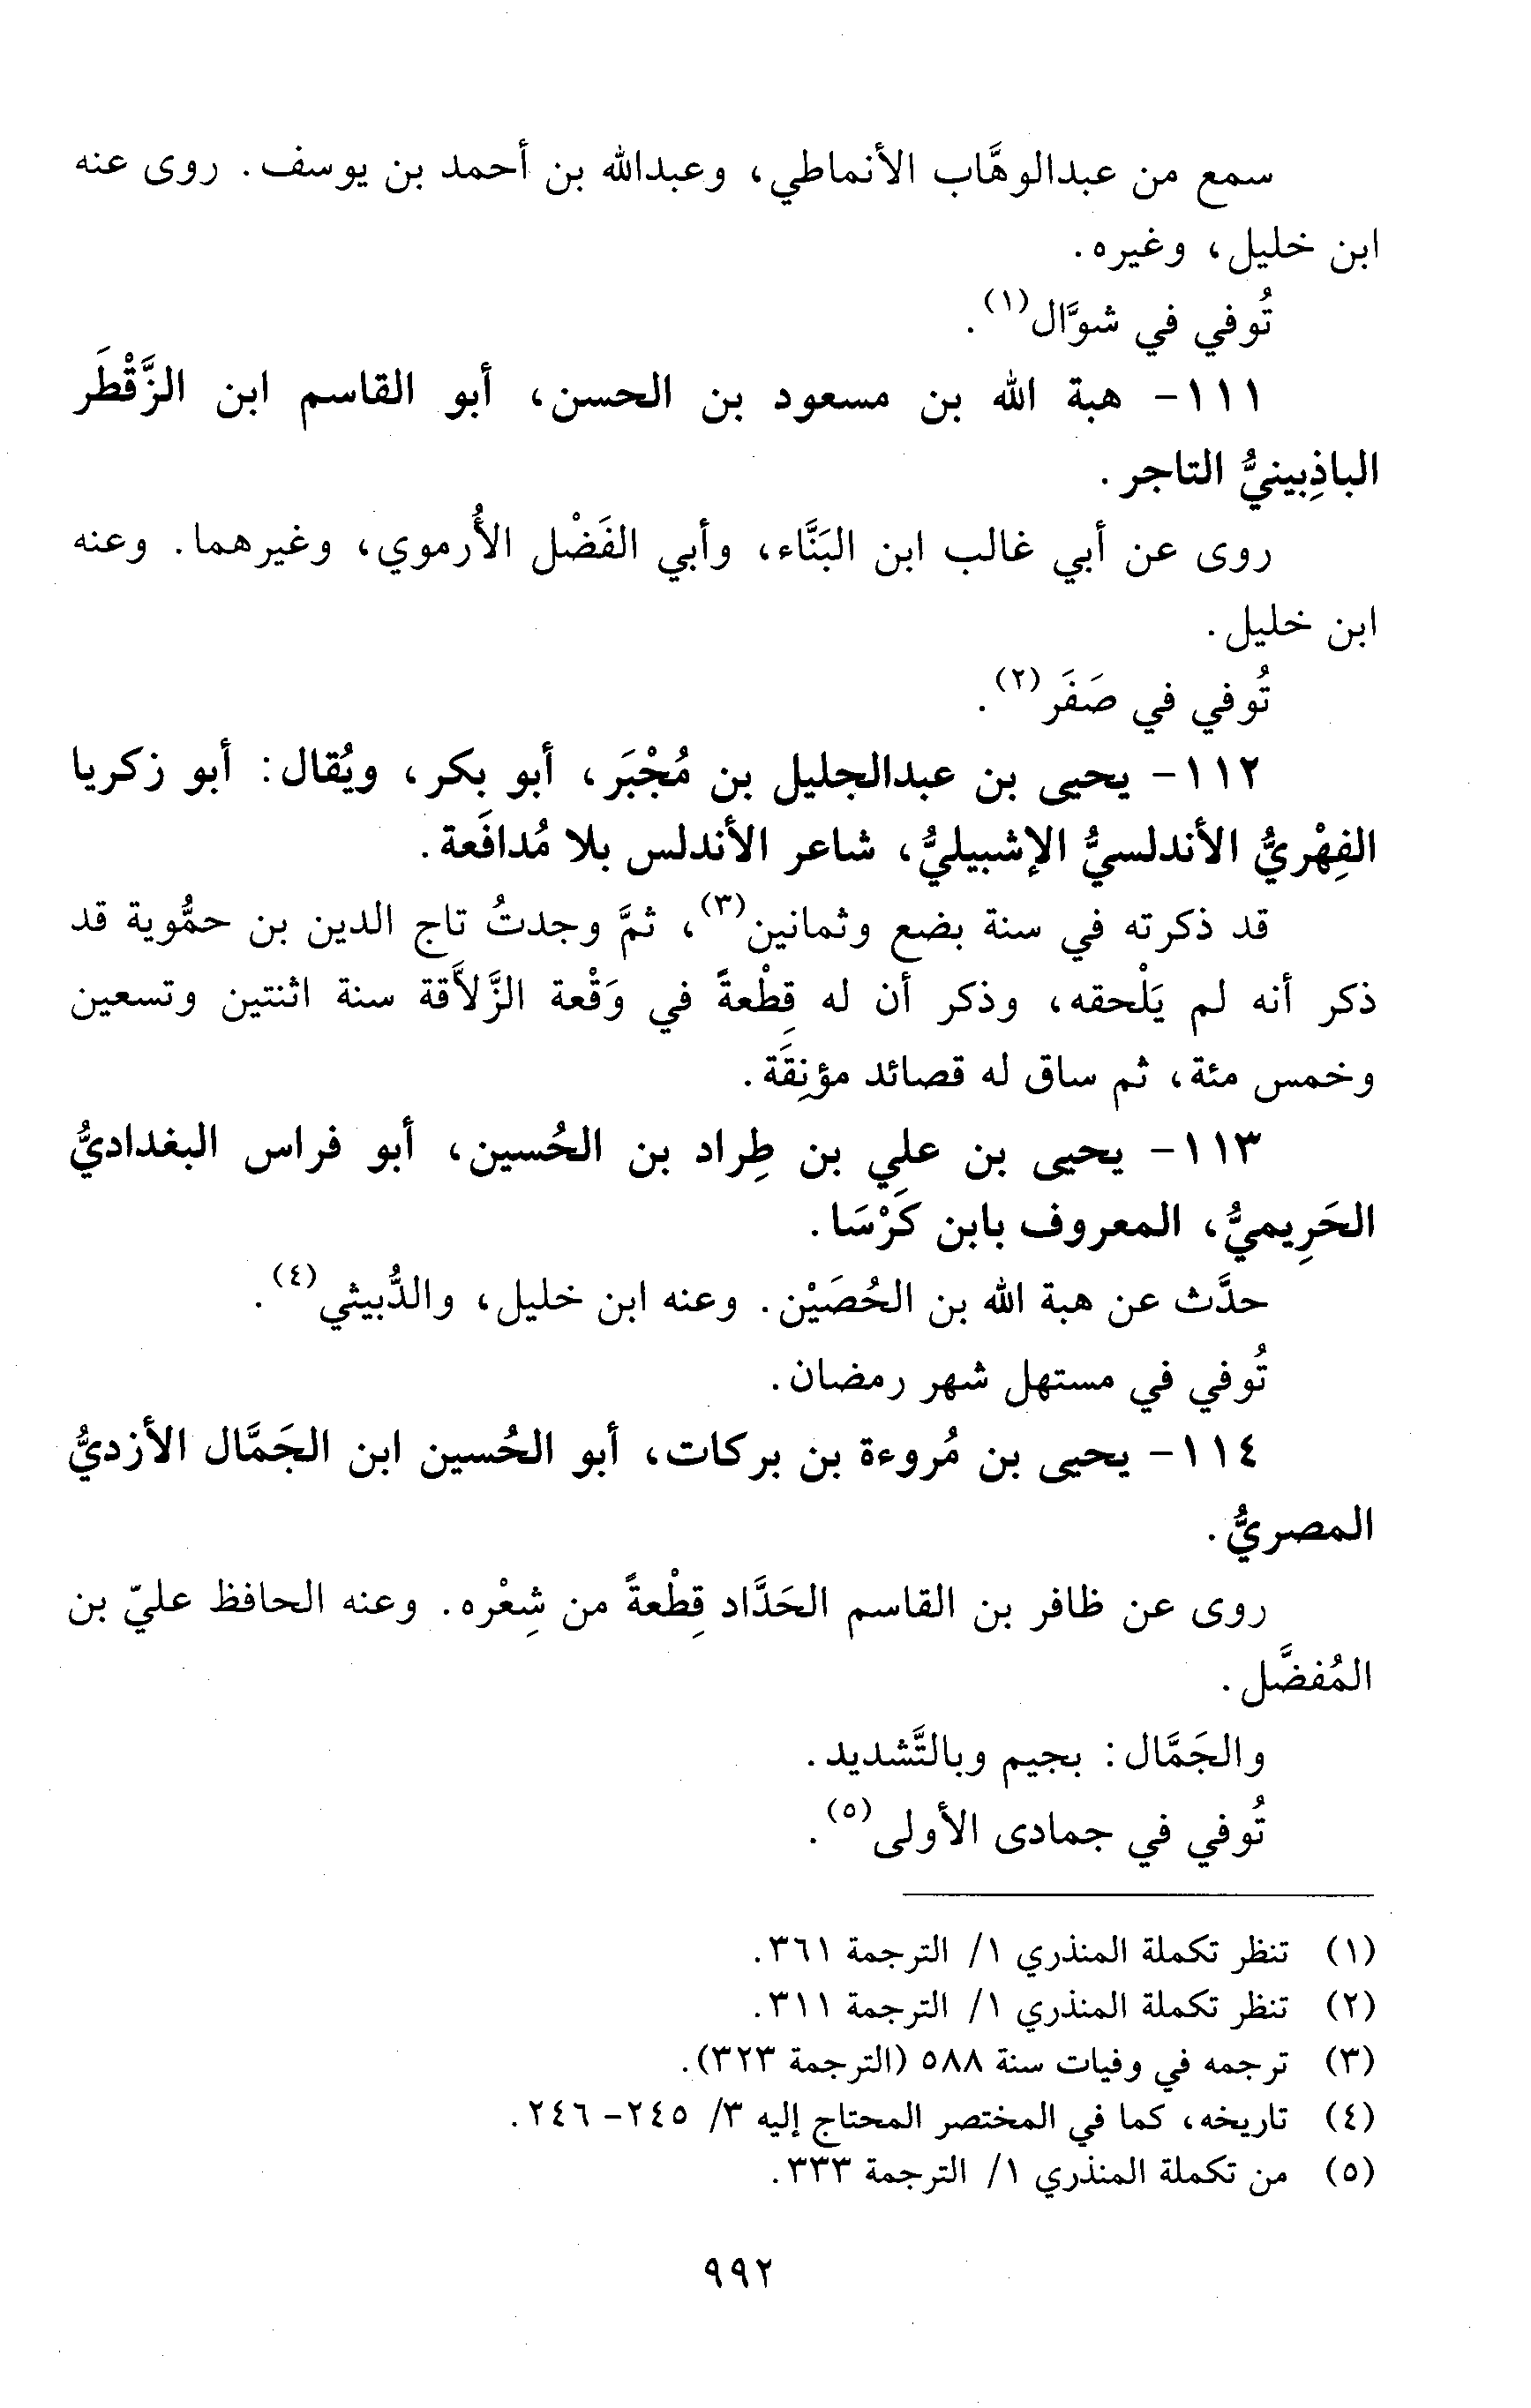 سمع من عبدالوهَّاب الأنماطي، وعبدالله بن أحمد بن يوسف. روى عنه
ابن خليل، وغيره.
تُوفي في شوَّال(١).
١١١- هبة الله بن مسعود بن الحسن، أبو القاسم ابن الزَّقْطَر
الباذِبينيُّ التاجر.
روى عن أبي غالب ابن البَنَّاء، وأبي الفَضْل الأُرموي، وغيرهما. وعنه
ابن خليل.
تُوفي في صَفَر(٢).
١١٢- يحيى بن عبدالجليل بن مُجْبَر، أبو بكر، ويُقال: أبو زكريا
الفِهْريُّ الأندلسيُّ الإشبيليُّ، شاعر الأندلس بلا مُدافَعة.
قد ذكرته في سنة بضع وثمانين(٣)، ثمَّ وجدتُ تاج الدين بن حمُّوية قد
ذكر أنه لم يَلْحقه، وذكر أن له قِطْعةً في وَقْعة الزَّلاَّقة سنة اثنتين وتسعين
وخمس مئة، ثم ساق له قصائد مؤنِقَة.
١١٣- يحيى بن علي بن طِراد بن الحُسين، أبو فراس البغداديُّ
الحَرِيميُّ، المعروف بابن كَرْسَا.
حدَّث عن هبة الله بن الحُصَيْن. وعنه ابن خليل، والدُّبيثي(٤).
تُوفي في مستهل شهر رمضان.
١١٤- يحيى بن مُروءة بن بركات، أبو الحُسين ابن الجَمَّال الأزديُّ
المصريُّ.
روى عن ظافر بن القاسم الحَدَّاد قِطْعةً من شِعْره. وعنه الحافظ عليّ بن
المُفضَّل.
والجَمَّال: بجيم وبالتَّشديد.
تُوفي في جمادى الأولى(٥).
(١) تنظر تكملة المنذري ١/ الترجمة ٣٦١.
(٢) تنظر تكملة المنذري ١/ الترجمة ٣١١.
(٣) ترجمه في وفيات سنة ٥٨٨ (الترجمة ٣٢٣).
(٤) تاريخه، كما في المختصر المحتاج إليه ٣/ ٢٤٥- ٢٤٦.
(٥) من تكملة المنذري ١/ الترجمة ٣٣٣.
٩٩٢